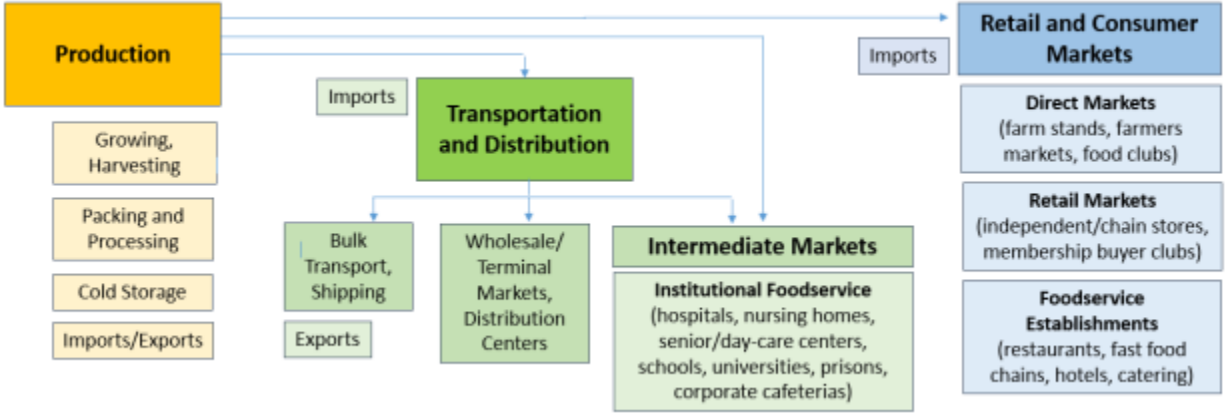 Production
Growing,
Harvesting
Packing and
Processing
Cold Storage
Imports/Exports
Imports
Transportation
and Distribution
Bulk
Transport,
Shipping
Exports
Wholesale/
Terminal
Markets,
Distribution
Centers
Intermediate Markets
Institutional Foodservice
(hospitals, nursing homes,
senior/day-care centers,
schools, universities, prisons,
corporate cafeterias)
Imports
Retail and Consumer
Markets
Direct Markets
(farm stands, farmers
markets, food clubs)
Retail Markets
(independent/chain stores,
membership buyer clubs)
Foodservice
Establishments
(restaurants, fast food
chains, hotels, catering)